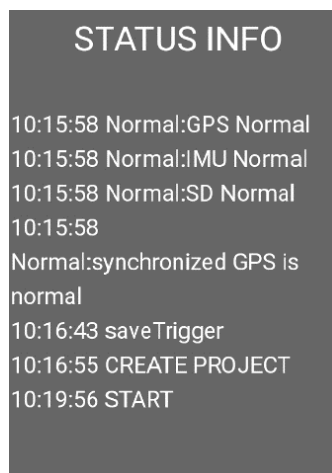 STATUS INFO
10:15:58 Normal:GPS Normal
10:15:58 Normal:IMU Normal
10:15:58 Normal:SD Normal
10:15:58
Normal:synchronized GPS is
normal
10:16:43 saveTrigger
10:16:55 CREATE PROJECT
10:19:56 START